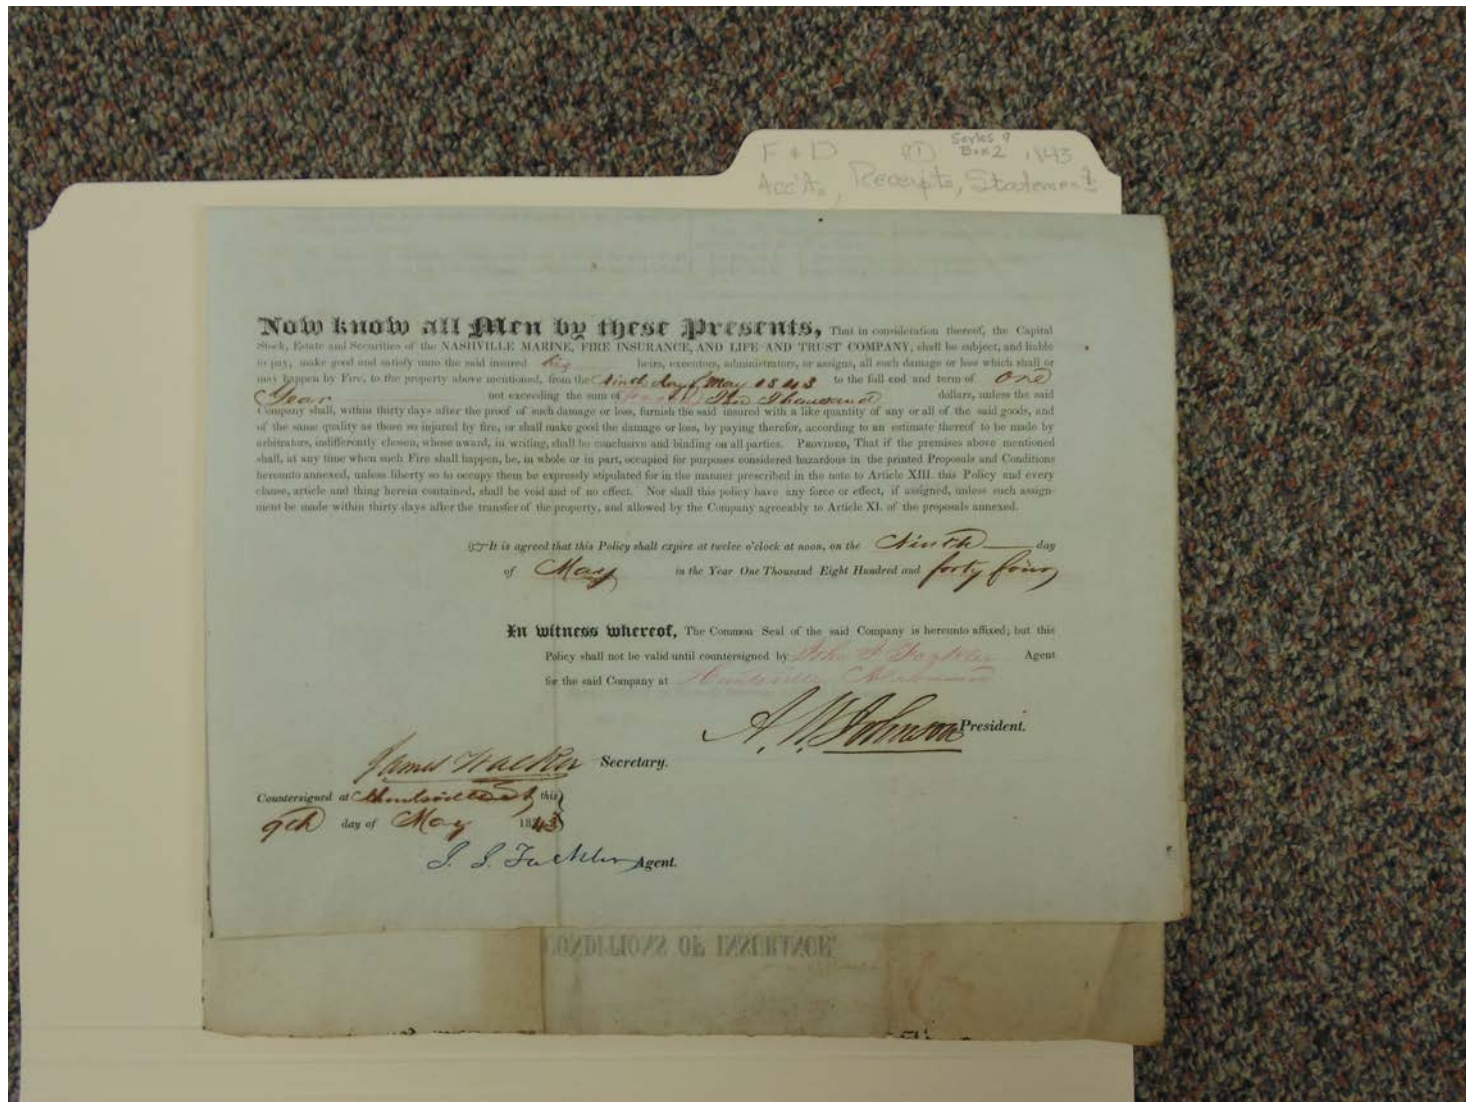 F & D Series 9 Box 2 1843
Acc'ts, Receipts, Statements
Now know all Men by these Presents, That in consideration thereof, the Capital
Stock, Estate and Securities of the NASHVILLE MARINE, FIRE INSURANCE, AND LIFE AND TRUST COMPANY, shall be subject, and liable
to pay, make good and satisfy unto the said insured his heirs, executors, administrators, or assigns, all such damage or loss which shall or
may happen by Fire, to the property above mentioned, from the Ninth day of May 1843 to the full end and term of One
Year not exceeding the sum of Two Thousand dollars, unless the said
Company shall, within thirty days after the proof of such damage or loss, furnish the said insured with a like quantity of any or all of the said goods, and
of the same quality as those so injured by fire, or shall make good the damage or loss, by paying therefor, according to an estimate thereof to be made by
arbitrators, indifferently chosen, whose award, in writing, shall be conclusive and binding on all parties. PROVIDED, That if the premises above mentioned
shall, at any time when such Fire shall happen, be, in whole or in part, occupied for purposes considered hazardous in the printed Proposals and Conditions
hereunto annexed, unless liberty so to occupy them be expressly stipulated for in the manner prescribed in the note to Article XIII. this Policy and every
clause, article and thing herein contained, shall be void and of no effect. Nor shall this policy have any force or effect, if assigned, unless such assign-
ment be made within thirty days after the transfer of the property, and allowed by the Company agreeably to Article XI. of the proposals annexed.
It is agreed that this Policy shall expire at twelve o'clock at noon, on the Ninth day
of May in the Year One Thousand Eight Hundred and forty four
In witness whereof, The Common Seal of the said Company is hereunto affixed; but this
Policy shall not be valid until countersigned by John J. Fackler Agent
for the said Company at Huntsville Alabama
A. W. Johnson President.
James Walker Secretary.
Countersigned at Huntsville this
9th day of May 1843
J. J. Fackler Agent.
CONDITIONS OF INSURANCE